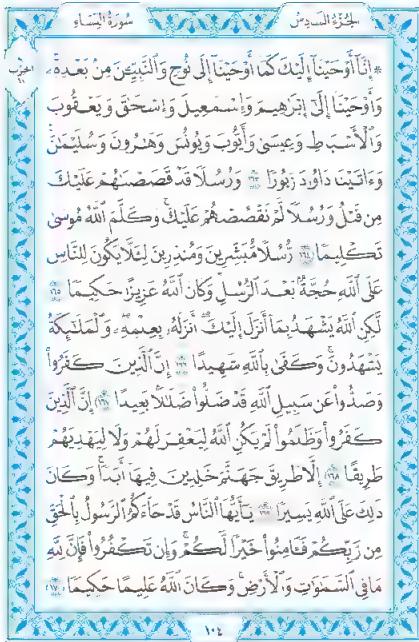 الجزء السادس
سورة النساء
الحزب
۞ إِنَّآ أَوْحَيْنَآ إِلَيْكَ كَمَآ أَوْحَيْنَآ إِلَىٰ نُوحٍ وَٱلنَّبِيِّـۧنَ مِنۢ بَعْدِهِۦ
وَأَوْحَيْنَآ إِلَىٰٓ إِبْرَٰهِيمَ وَإِسْمَٰعِيلَ وَإِسْحَٰقَ وَيَعْقُوبَ
وَٱلْأَسْبَاطِ وَعِيسَىٰ وَأَيُّوبَ وَيُونُسَ وَهَٰرُونَ وَسُلَيْمَٰنَ
وَءَاتَيْنَا دَاوُۥدَ زَبُورًا ١٦٣ وَرُسُلًا قَدْ قَصَصْنَٰهُمْ عَلَيْكَ
مِن قَبْلُ وَرُسُلًا لَّمْ نَقْصُصْهُمْ عَلَيْكَ وَكَلَّمَ ٱللَّهُ مُوسَىٰ
تَكْلِيمًا ١٦٤ رُّسُلًا مُّبَشِّرِينَ وَمُنذِرِينَ لِئَلَّا يَكُونَ لِلنَّاسِ
عَلَى ٱللَّهِ حُجَّةٌۢ بَعْدَ ٱلرُّسُلِ وَكَانَ ٱللَّهُ عَزِيزًا حَكِيمًا ١٦٥
لَّٰكِنِ ٱللَّهُ يَشْهَدُ بِمَآ أَنزَلَ إِلَيْكَ أَنزَلَهُۥ بِعِلْمِهِۦ وَٱلْمَلَٰٓئِكَةُ
يَشْهَدُونَ وَكَفَىٰ بِٱللَّهِ شَهِيدًا ١٦٦ إِنَّ ٱلَّذِينَ كَفَرُوا۟
وَصَدُّوا۟ عَن سَبِيلِ ٱللَّهِ قَدْ ضَلُّوا۟ ضَلَٰلًۢا بَعِيدًا ١٦٧ إِنَّ ٱلَّذِينَ
كَفَرُوا۟ وَظَلَمُوا۟ لَمْ يَكُنِ ٱللَّهُ لِيَغْفِرَ لَهُمْ وَلَا لِيَهْدِيَهُمْ
طَرِيقًا ١٦٨ إِلَّا طَرِيقَ جَهَنَّمَ خَٰلِدِينَ فِيهَآ أَبَدًا وَكَانَ
ذَٰلِكَ عَلَى ٱللَّهِ يَسِيرًا ١٦٩ يَٰٓأَيُّهَا ٱلنَّاسُ قَدْ جَآءَكُمُ ٱلرَّسُولُ بِٱلْحَقِّ
مِن رَّبِّكُمْ فَـَٔامِنُوا۟ خَيْرًا لَّكُمْ وَإِن تَكْفُرُوا۟ فَإِنَّ لِلَّهِ
مَا فِى ٱلسَّمَٰوَٰتِ وَٱلْأَرْضِ وَكَانَ ٱللَّهُ عَلِيمًا حَكِيمًا ١٧٠
١٠٤